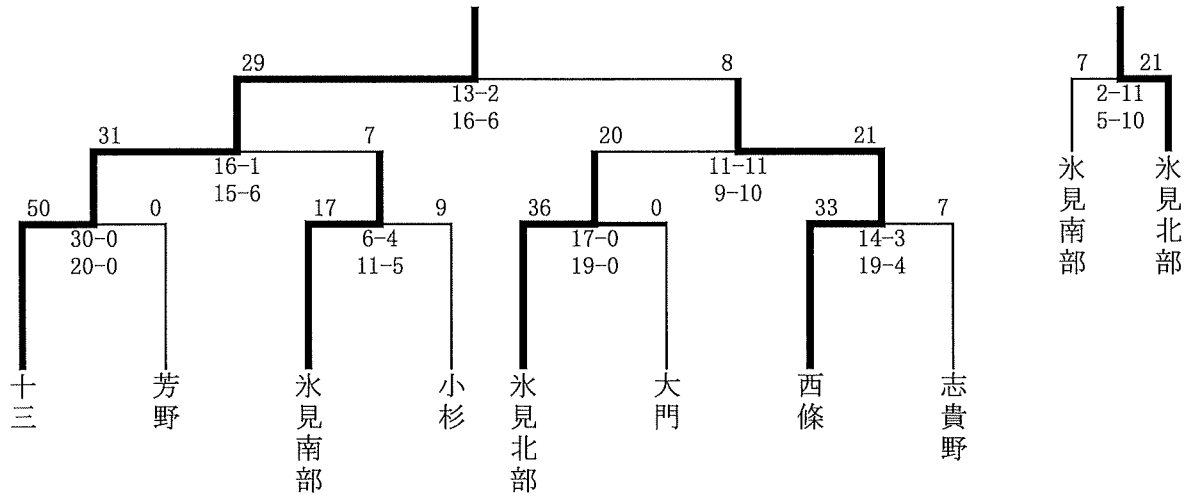 29 8
13-2
16-6
7 21
2-11
5-10
31 7
16-1
15-6
20 21
11-11
9-10
50 0
30-0
20-0
17 9
6-4
11-5
36 0
17-0
19-0
33 7
14-3
19-4
氷見南部
氷見北部
十三
芳野
氷見南部
小杉
氷見北部
大門
西條
志貴野